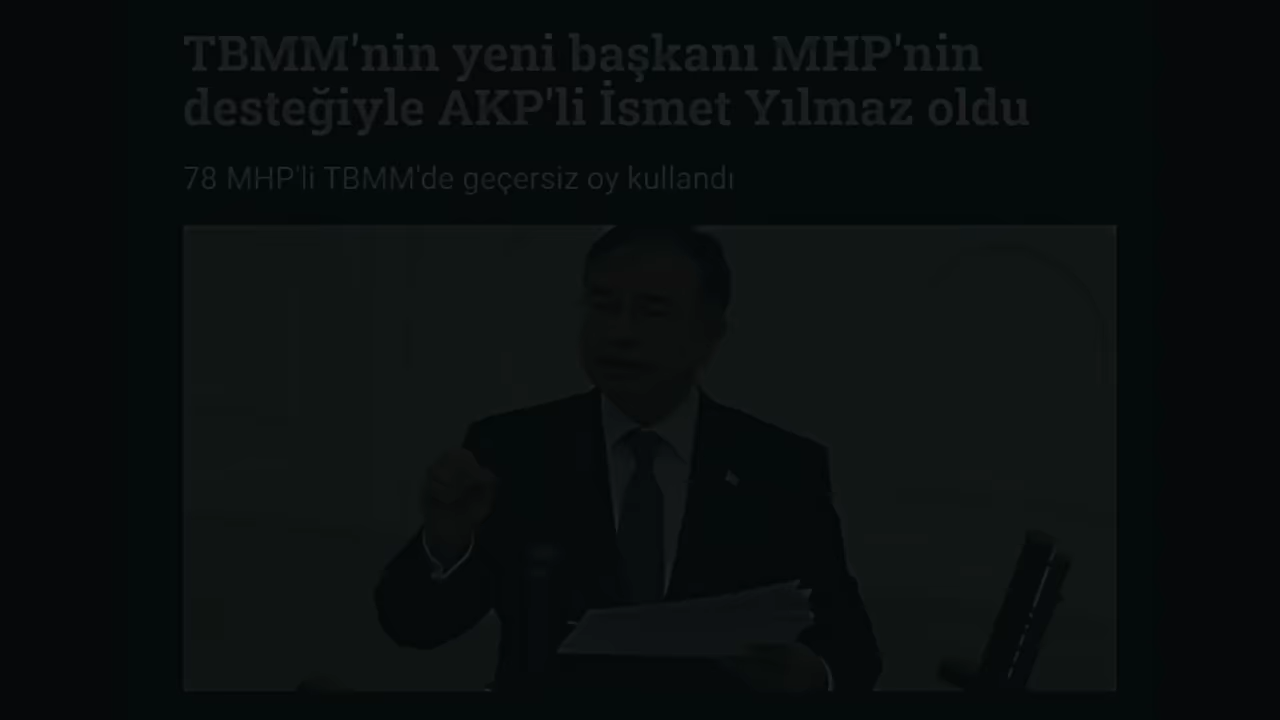 TBMM'nin yeni başkanı MHP'nin
desteğiyle AKP'li İsmet Yılmaz oldu
78 MHP'li TBMM'de geçersiz oy kullandı